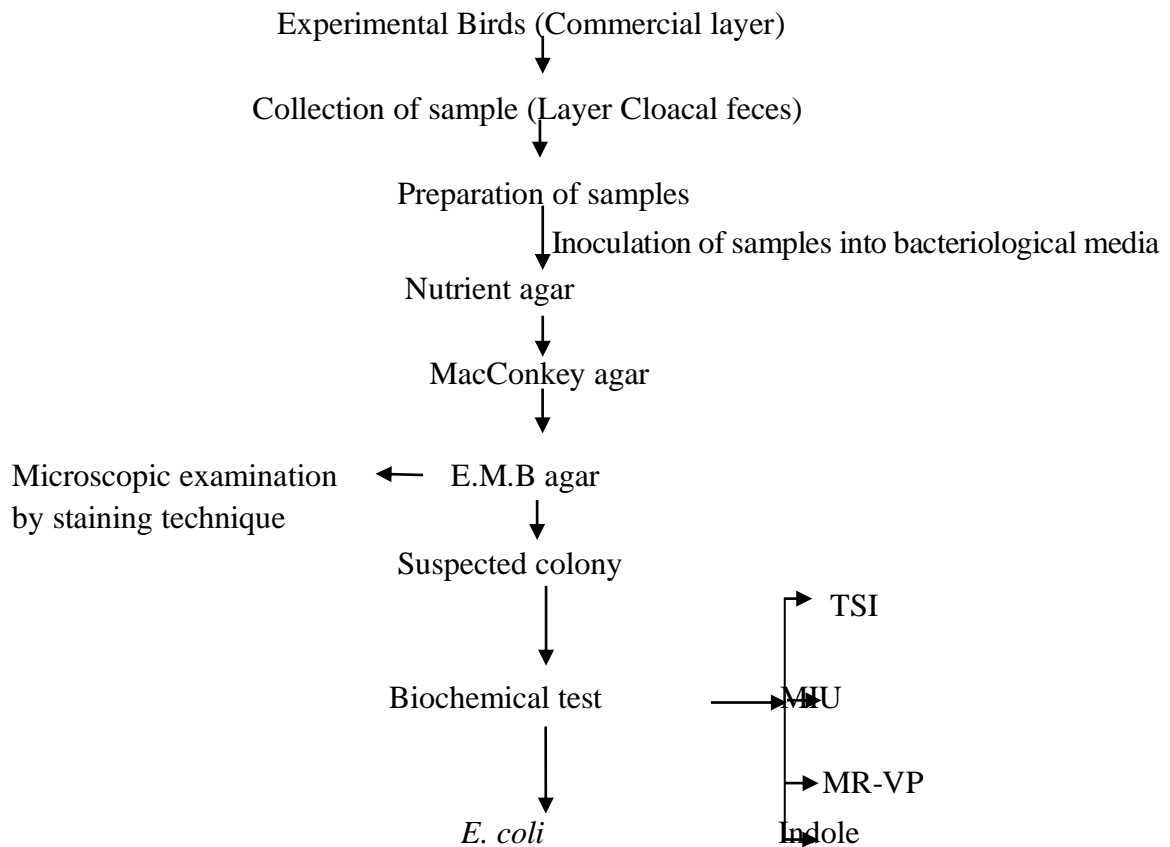 Experimental Birds (Commercial layer)
Collection of sample (Layer Cloacal feces)
Preparation of samples
Inoculation of samples into bacteriological media
Nutrient agar
MacConkey agar
Microscopic examination
by staining technique
E.M.B agar
Suspected colony
TSI
Biochemical test
MIU
MR-VP
E. coli
Indole